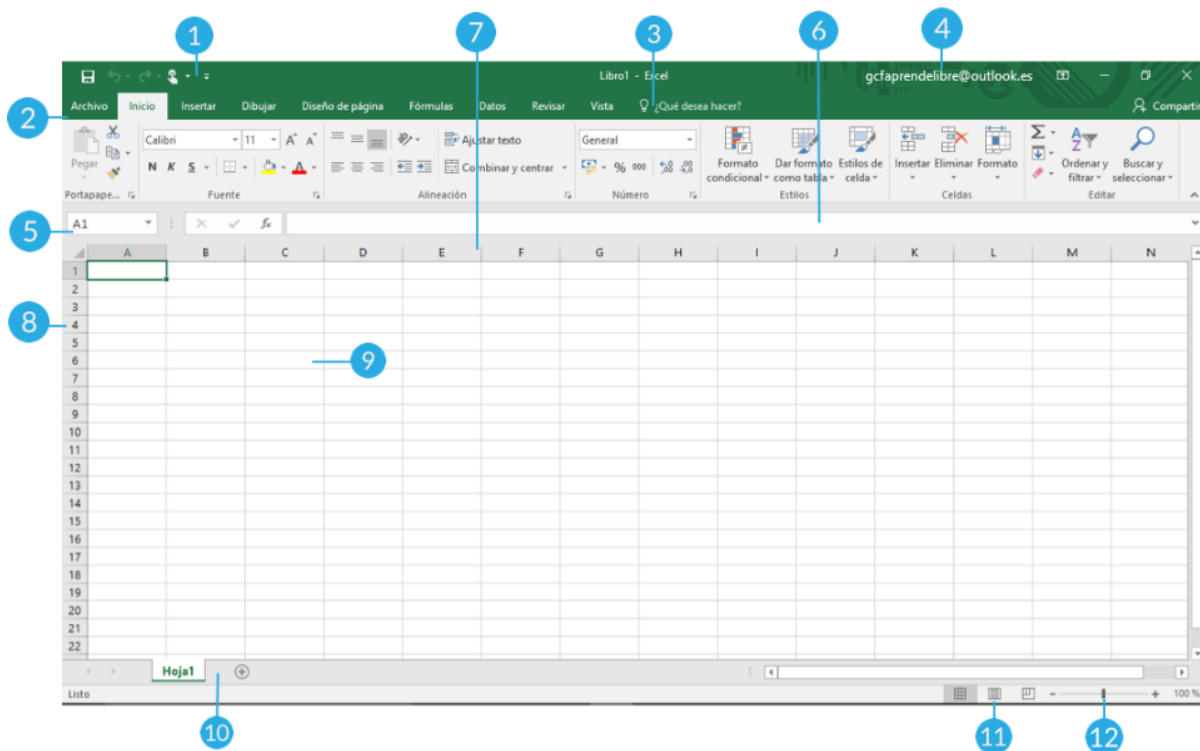 1
7
3
6
4
Libro1 - Excel
gcfaprendelibre@outlook.es
2
Archivo Inicio Insertar Dibujar Diseño de página Fórmulas Datos Revisar Vista ¿Qué desea hacer? Compartir
Pegar
Calibri 11
N K S
Ajustar texto
Combinar y centrar
General
% 000
Formato condicional
Dar formato como tabla
Estilos de celda
Insertar Eliminar Formato
Ordenar y filtrar
Buscar y seleccionar
Portapape... Fuente Alineación Número Estilos Celdas Editar
5
A1 fx
A B C D E F G H I J K L M N
1
2
3
8
4
5
6
9
7
8
9
10
11
12
13
14
15
16
17
18
19
20
21
22
Hoja1
Listo
100 %
10
11
12